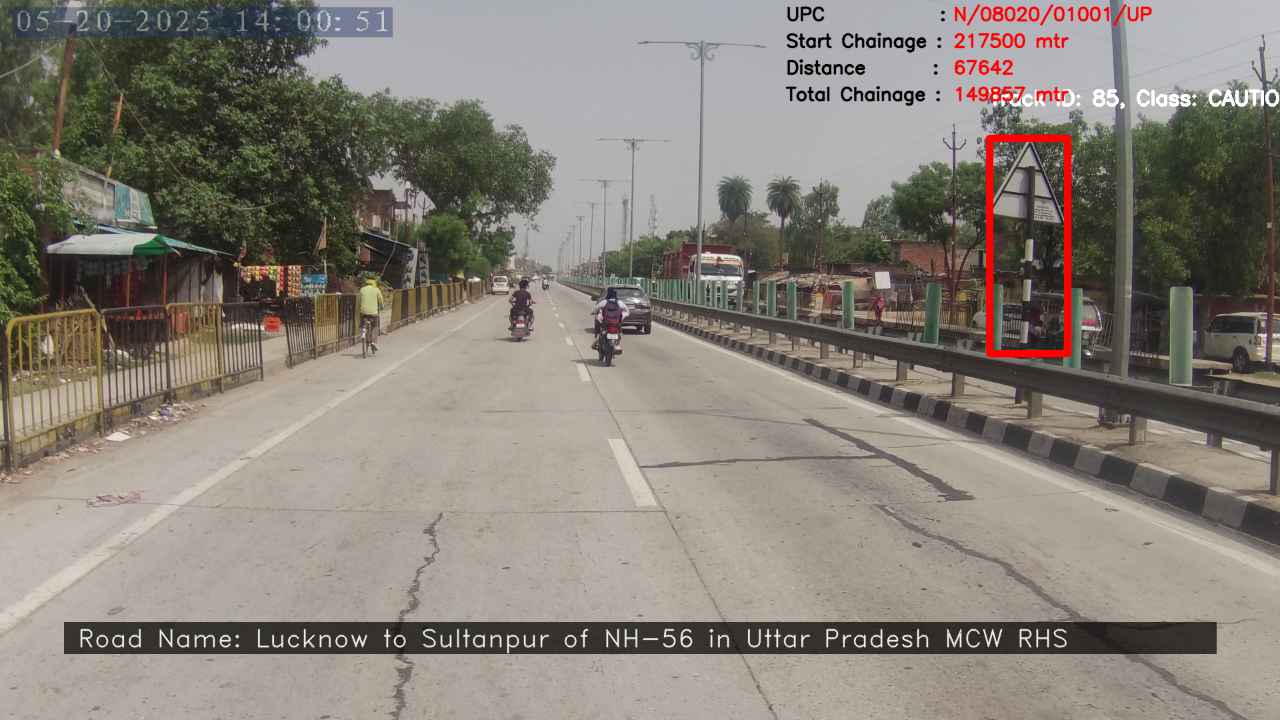 05-20-2025 14:00:51
UPC : N/08020/01001/UP
Start Chainage : 217500 mtr
Distance : 67642
Total Chainage : 149857 mtr
Track ID: 85, Class: CAUTIO
Road Name: Lucknow to Sultanpur of NH-56 in Uttar Pradesh MCW RHS